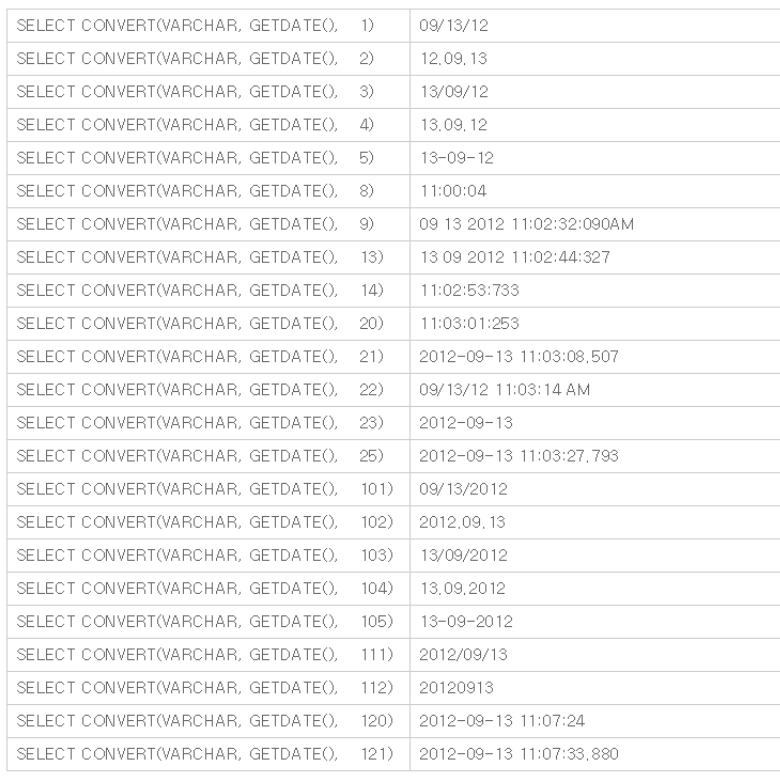 SELECT CONVERT(VARCHAR, GETDATE(), 1) 09/13/12
SELECT CONVERT(VARCHAR, GETDATE(), 2) 12.09.13
SELECT CONVERT(VARCHAR, GETDATE(), 3) 13/09/12
SELECT CONVERT(VARCHAR, GETDATE(), 4) 13.09.12
SELECT CONVERT(VARCHAR, GETDATE(), 5) 13-09-12
SELECT CONVERT(VARCHAR, GETDATE(), 8) 11:00:04
SELECT CONVERT(VARCHAR, GETDATE(), 9) 09 13 2012 11:02:32:090AM
SELECT CONVERT(VARCHAR, GETDATE(), 13) 13 09 2012 11:02:44:327
SELECT CONVERT(VARCHAR, GETDATE(), 14) 11:02:53:733
SELECT CONVERT(VARCHAR, GETDATE(), 20) 11:03:01:253
SELECT CONVERT(VARCHAR, GETDATE(), 21) 2012-09-13 11:03:08.507
SELECT CONVERT(VARCHAR, GETDATE(), 22) 09/13/12 11:03:14 AM
SELECT CONVERT(VARCHAR, GETDATE(), 23) 2012-09-13
SELECT CONVERT(VARCHAR, GETDATE(), 25) 2012-09-13 11:03:27.793
SELECT CONVERT(VARCHAR, GETDATE(), 101) 09/13/2012
SELECT CONVERT(VARCHAR, GETDATE(), 102) 2012.09.13
SELECT CONVERT(VARCHAR, GETDATE(), 103) 13/09/2012
SELECT CONVERT(VARCHAR, GETDATE(), 104) 13.09.2012
SELECT CONVERT(VARCHAR, GETDATE(), 105) 13-09-2012
SELECT CONVERT(VARCHAR, GETDATE(), 111) 2012/09/13
SELECT CONVERT(VARCHAR, GETDATE(), 112) 20120913
SELECT CONVERT(VARCHAR, GETDATE(), 120) 2012-09-13 11:07:24
SELECT CONVERT(VARCHAR, GETDATE(), 121) 2012-09-13 11:07:33.880